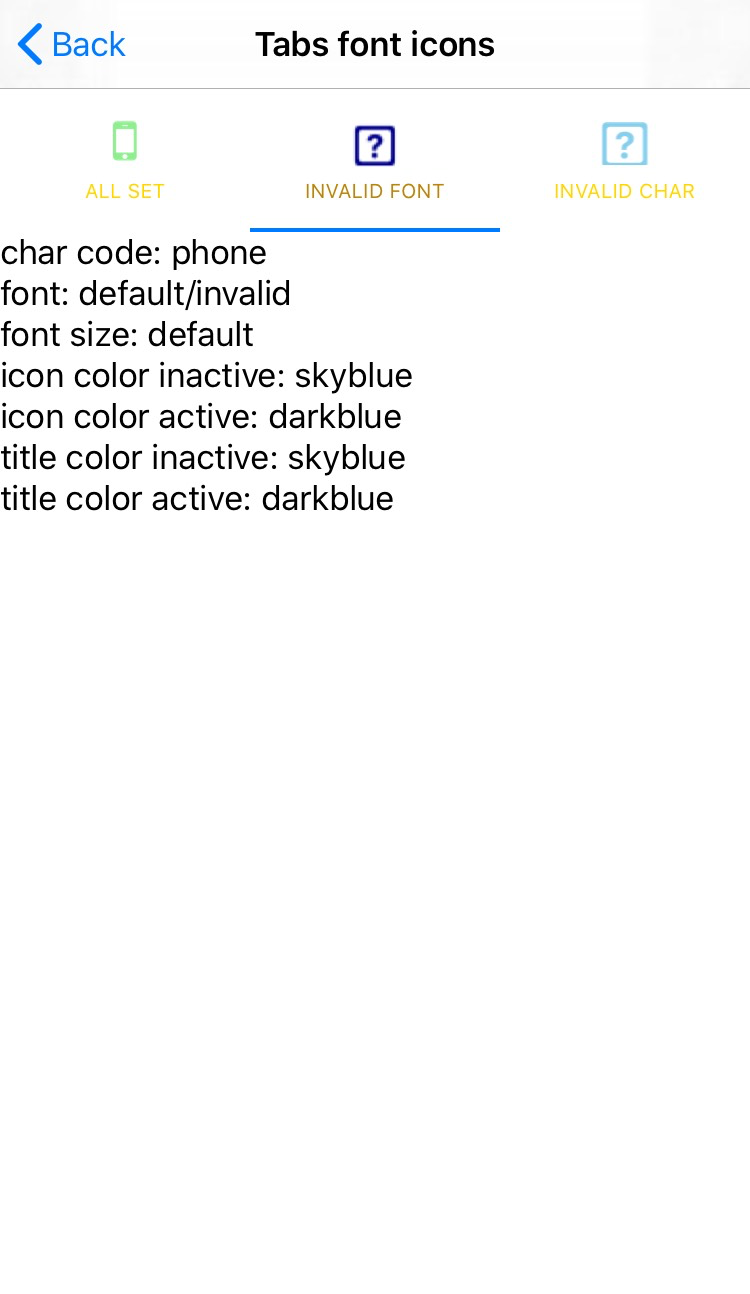 Back
Tabs font icons
ALL SET
? INVALID FONT
? INVALID CHAR
char code: phone
font: default/invalid
font size: default
icon color inactive: skyblue
icon color active: darkblue
title color inactive: skyblue
title color active: darkblue